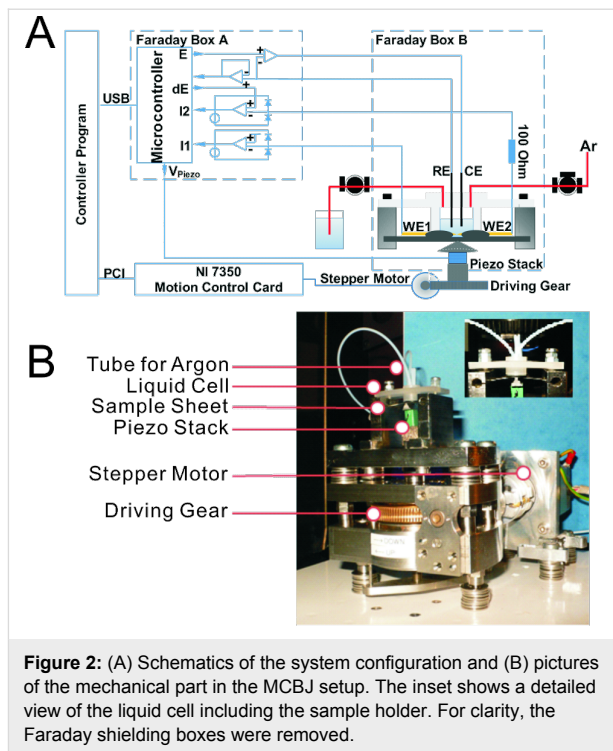 A
Faraday Box A
Faraday Box B
Controller Program
USB
Microcontroller
E
dE
I2
I1
+
-
-
+
-
+
-
+
V Piezo
100 Ohm
Ar
RE
CE
WE1
WE2
Piezo Stack
PCI
NI 7350
Motion Control Card
Stepper Motor
Driving Gear
B
Tube for Argon
Liquid Cell
Sample Sheet
Piezo Stack
Stepper Motor
Driving Gear
Figure 2: (A) Schematics of the system configuration and (B) pictures
of the mechanical part in the MCBJ setup. The inset shows a detailed
view of the liquid cell including the sample holder. For clarity, the
Faraday shielding boxes were removed.